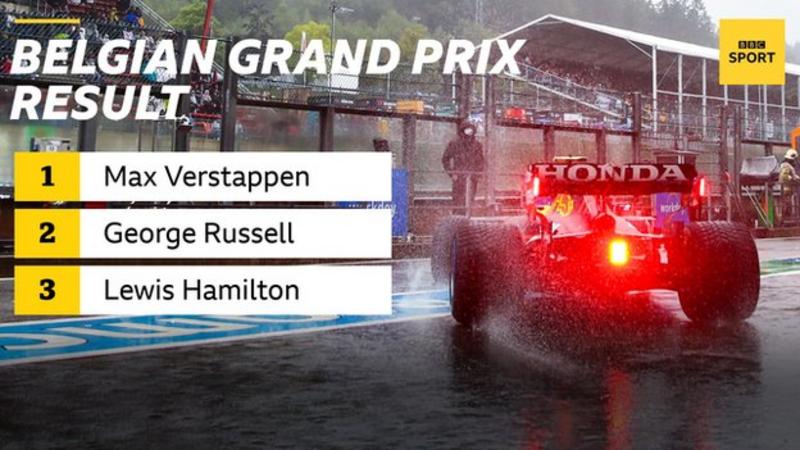 BELGIAN GRAND PRIX
RESULT
BBC
SPORT
1 Max Verstappen
2 George Russell
3 Lewis Hamilton
HONDA